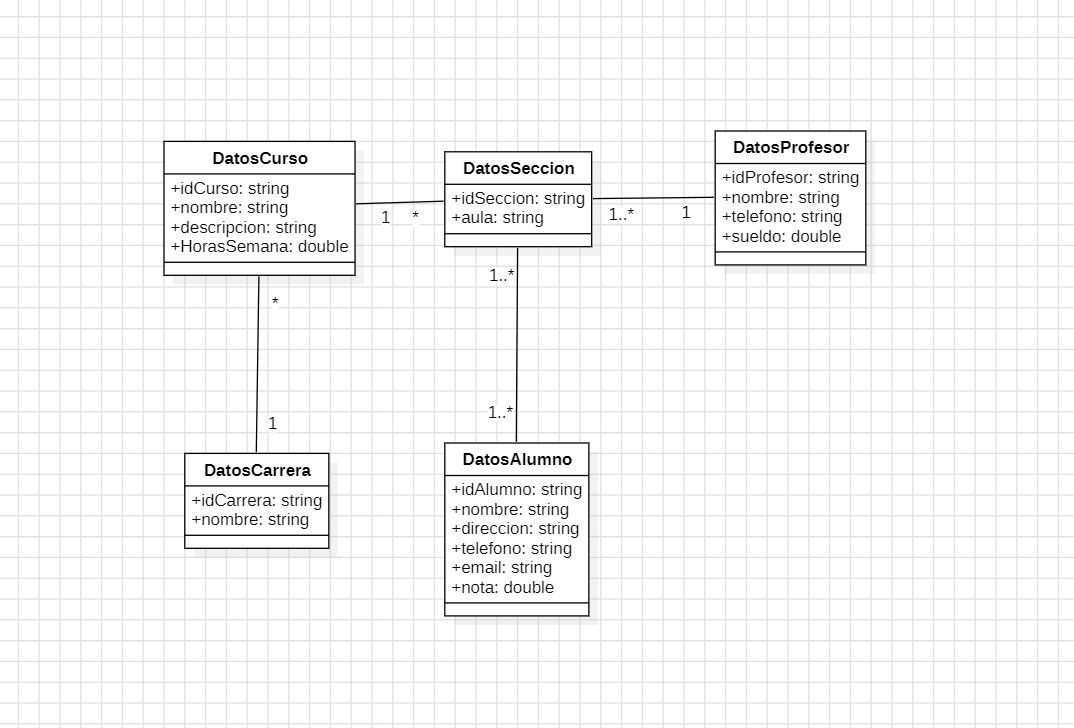 DatosCurso
+idCurso: string
+nombre: string
+descripcion: string
+HorasSemana: double
1
*
DatosSeccion
+idSeccion: string
+aula: string
1..*
1
DatosProfesor
+idProfesor: string
+nombre: string
+telefono: string
+sueldo: double
*
1
1..*
1..*
DatosCarrera
+idCarrera: string
+nombre: string
DatosAlumno
+idAlumno: string
+nombre: string
+direccion: string
+telefono: string
+email: string
+nota: double